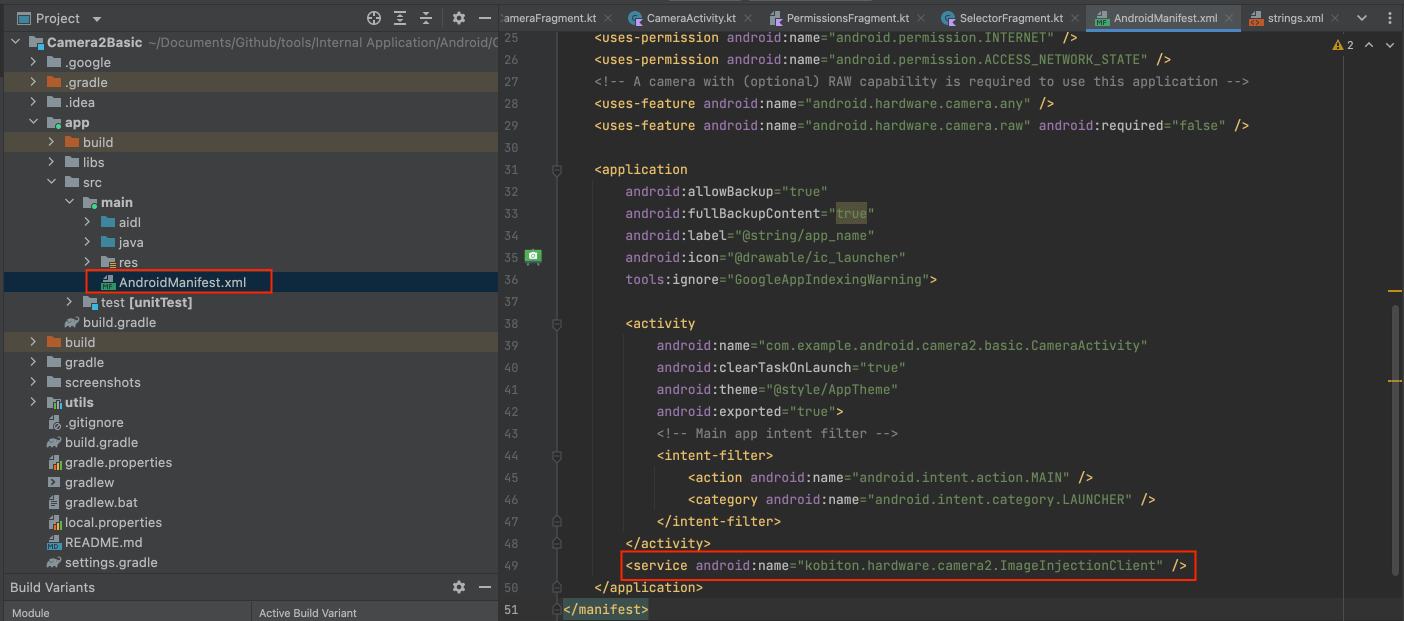 Project
Camera2Basic ~/Documents/Github/tools/Internal Application/Android/
.google
.gradle
.idea
app
build
libs
src
main
aidl
java
res
AndroidManifest.xml
test [unitTest]
build.gradle
build
gradle
screenshots
utils
.gitignore
build.gradle
gradle.properties
gradlew
gradlew.bat
local.properties
README.md
settings.gradle
Build Variants
Module Active Build Variant
ameraFragment.kt CameraActivity.kt PermissionsFragment.kt SelectorFragment.kt AndroidManifest.xml strings.xml
2
25 <uses-permission android:name="android.permission.INTERNET" />
26 <uses-permission android:name="android.permission.ACCESS_NETWORK_STATE" />
27 <!-- A camera with (optional) RAW capability is required to use this application -->
28 <uses-feature android:name="android.hardware.camera.any" />
29 <uses-feature android:name="android.hardware.camera.raw" android:required="false" />
30
31 <application
32 android:allowBackup="true"
33 android:fullBackupContent="true"
34 android:label="@string/app_name"
35 android:icon="@drawable/ic_launcher"
36 tools:ignore="GoogleAppIndexingWarning">
37
38 <activity
39 android:name="com.example.android.camera2.basic.CameraActivity"
40 android:clearTaskOnLaunch="true"
41 android:theme="@style/AppTheme"
42 android:exported="true">
43 <!-- Main app intent filter -->
44 <intent-filter>
45 <action android:name="android.intent.action.MAIN" />
46 <category android:name="android.intent.category.LAUNCHER" />
47 </intent-filter>
48 </activity>
49 <service android:name="kobiton.hardware.camera2.ImageInjectionClient" />
50 </application>
51 </manifest>